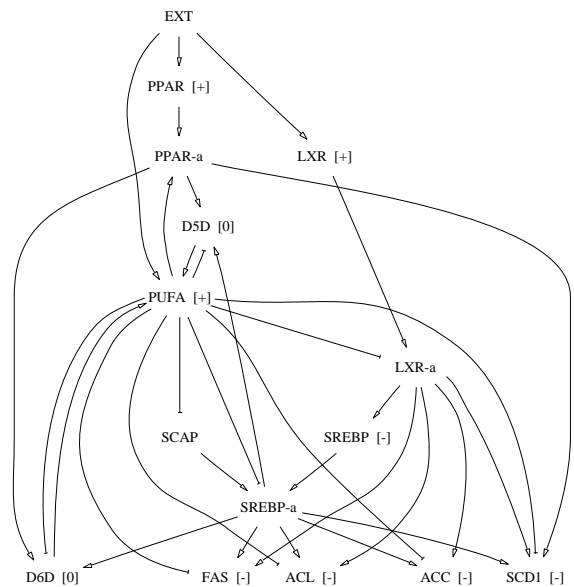 EXT
PPAR [+]
PPAR-a
LXR [+]
D5D [0]
PUFA [+]
LXR-a
SCAP
SREBP [-]
SREBP-a
D6D [0]
FAS [-]
ACL [-]
ACC [-]
SCD1 [-]